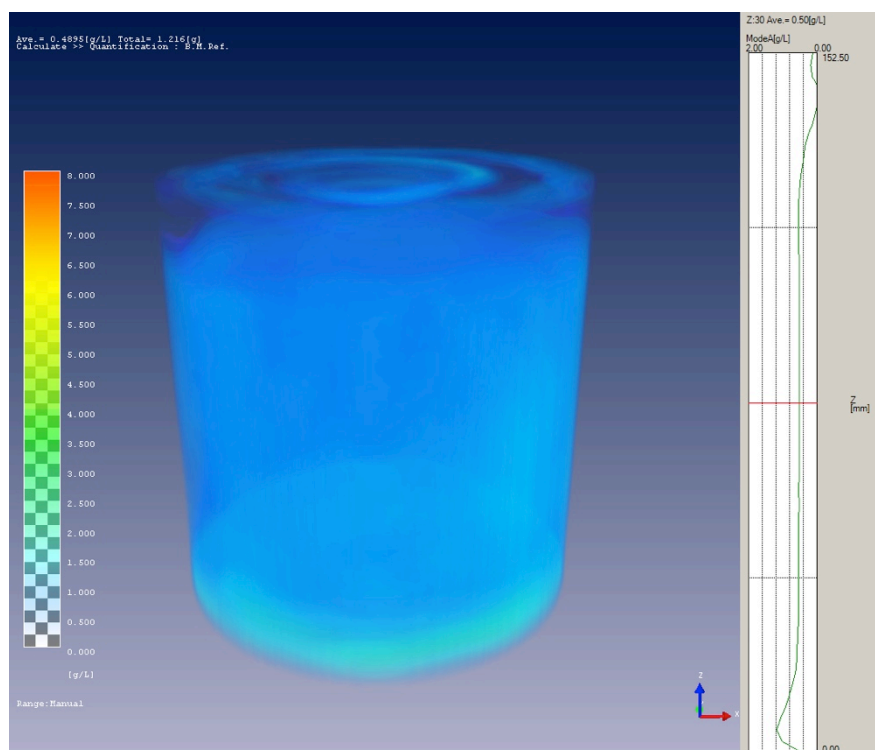 Ave.= 0.4895[g/L] Total= 1.216[g]
Calculate >> Quantification : B.M.Ref.
8.000
7.500
7.000
6.500
6.000
5.500
5.000
4.500
4.000
3.500
3.000
2.500
2.000
1.500
1.000
0.500
0.000
[g/L]
Range:Manual
Z
X
Z:30 Ave.= 0.50[g/L]
ModeA[g/L]
2.00 0.00
152.50
Z
[mm]
0.00